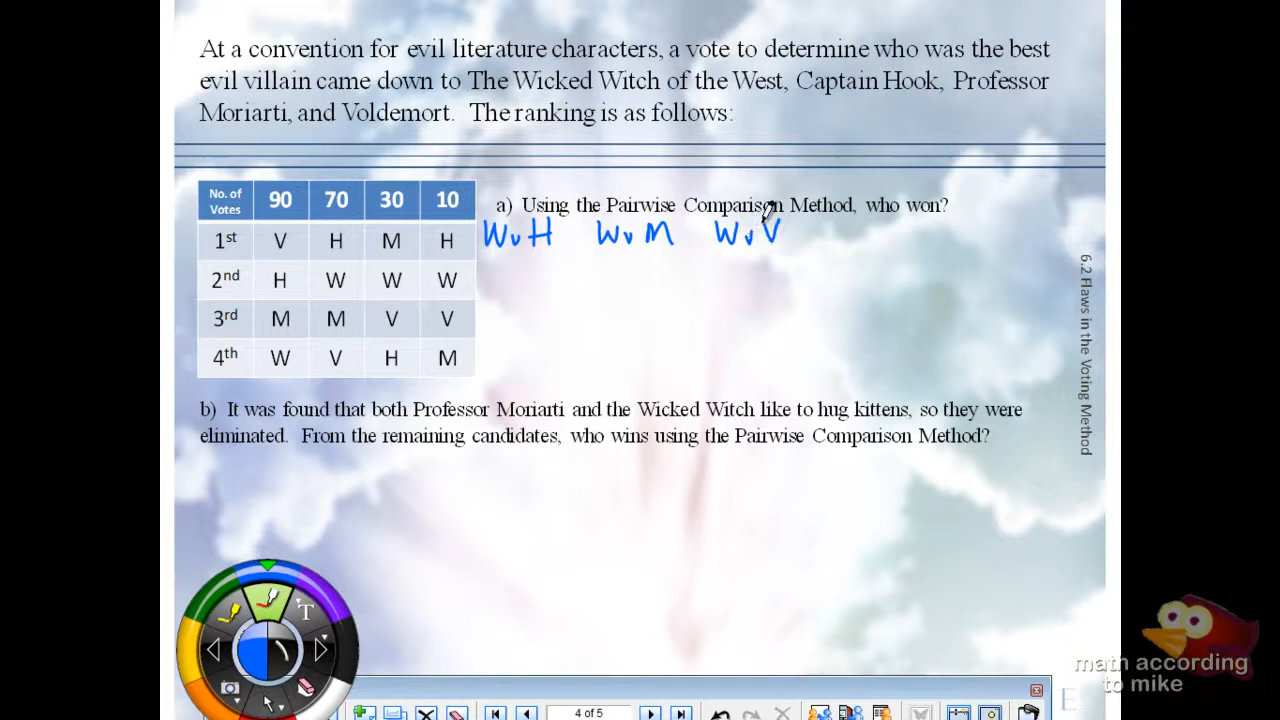 At a convention for evil literature characters, a vote to determine who was the best
evil villain came down to The Wicked Witch of the West, Captain Hook, Professor
Moriarti, and Voldemort. The ranking is as follows:
No. of Votes 90 70 30 10
1st V H M H
2nd H W W W
3rd M M V V
4th W V H M
a) Using the Pairwise Comparison Method, who won?
W v H W v M W v V
b) It was found that both Professor Moriarti and the Wicked Witch like to hug kittens, so they were
eliminated. From the remaining candidates, who wins using the Pairwise Comparison Method?
6.2 Flaws in the Voting Method
T
4 of 5
E
math according
to mike